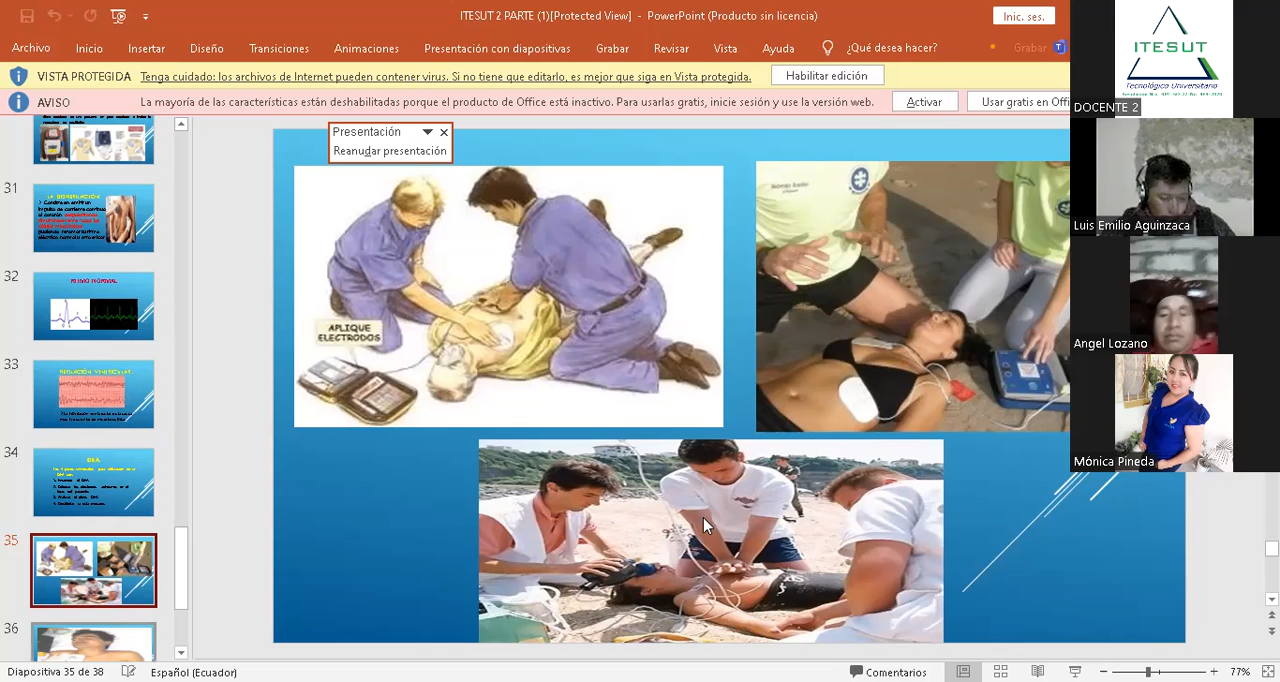 ITESUT 2 PARTE (1)[Protected View] - PowerPoint (Producto sin licencia)
Inic. ses.
Archivo Inicio Insertar Diseño Transiciones Animaciones Presentación con diapositivas Grabar Revisar Vista Ayuda ¿Qué desea hacer? Grabar
VISTA PROTEGIDA Tenga cuidado: los archivos de Internet pueden contener virus. Si no tiene que editarlo, es mejor que siga en Vista protegida. Habilitar edición
AVISO La mayoría de las características están deshabilitadas porque el producto de Office está inactivo. Para usarlas gratis, inicie sesión y use la versión web. Activar Usar gratis en Offi
Presentación
Reanudar presentación
APLIQUE
ELECTRODOS
31
32
33
34
DEA
35
36
ITESUT
Tecnológico Universitario
DOCENTE 2
Luis Emilio Aguinzaca
Angel Lozano
Mónica Pineda
Diapositiva 35 de 38 Español (Ecuador) Comentarios 77%